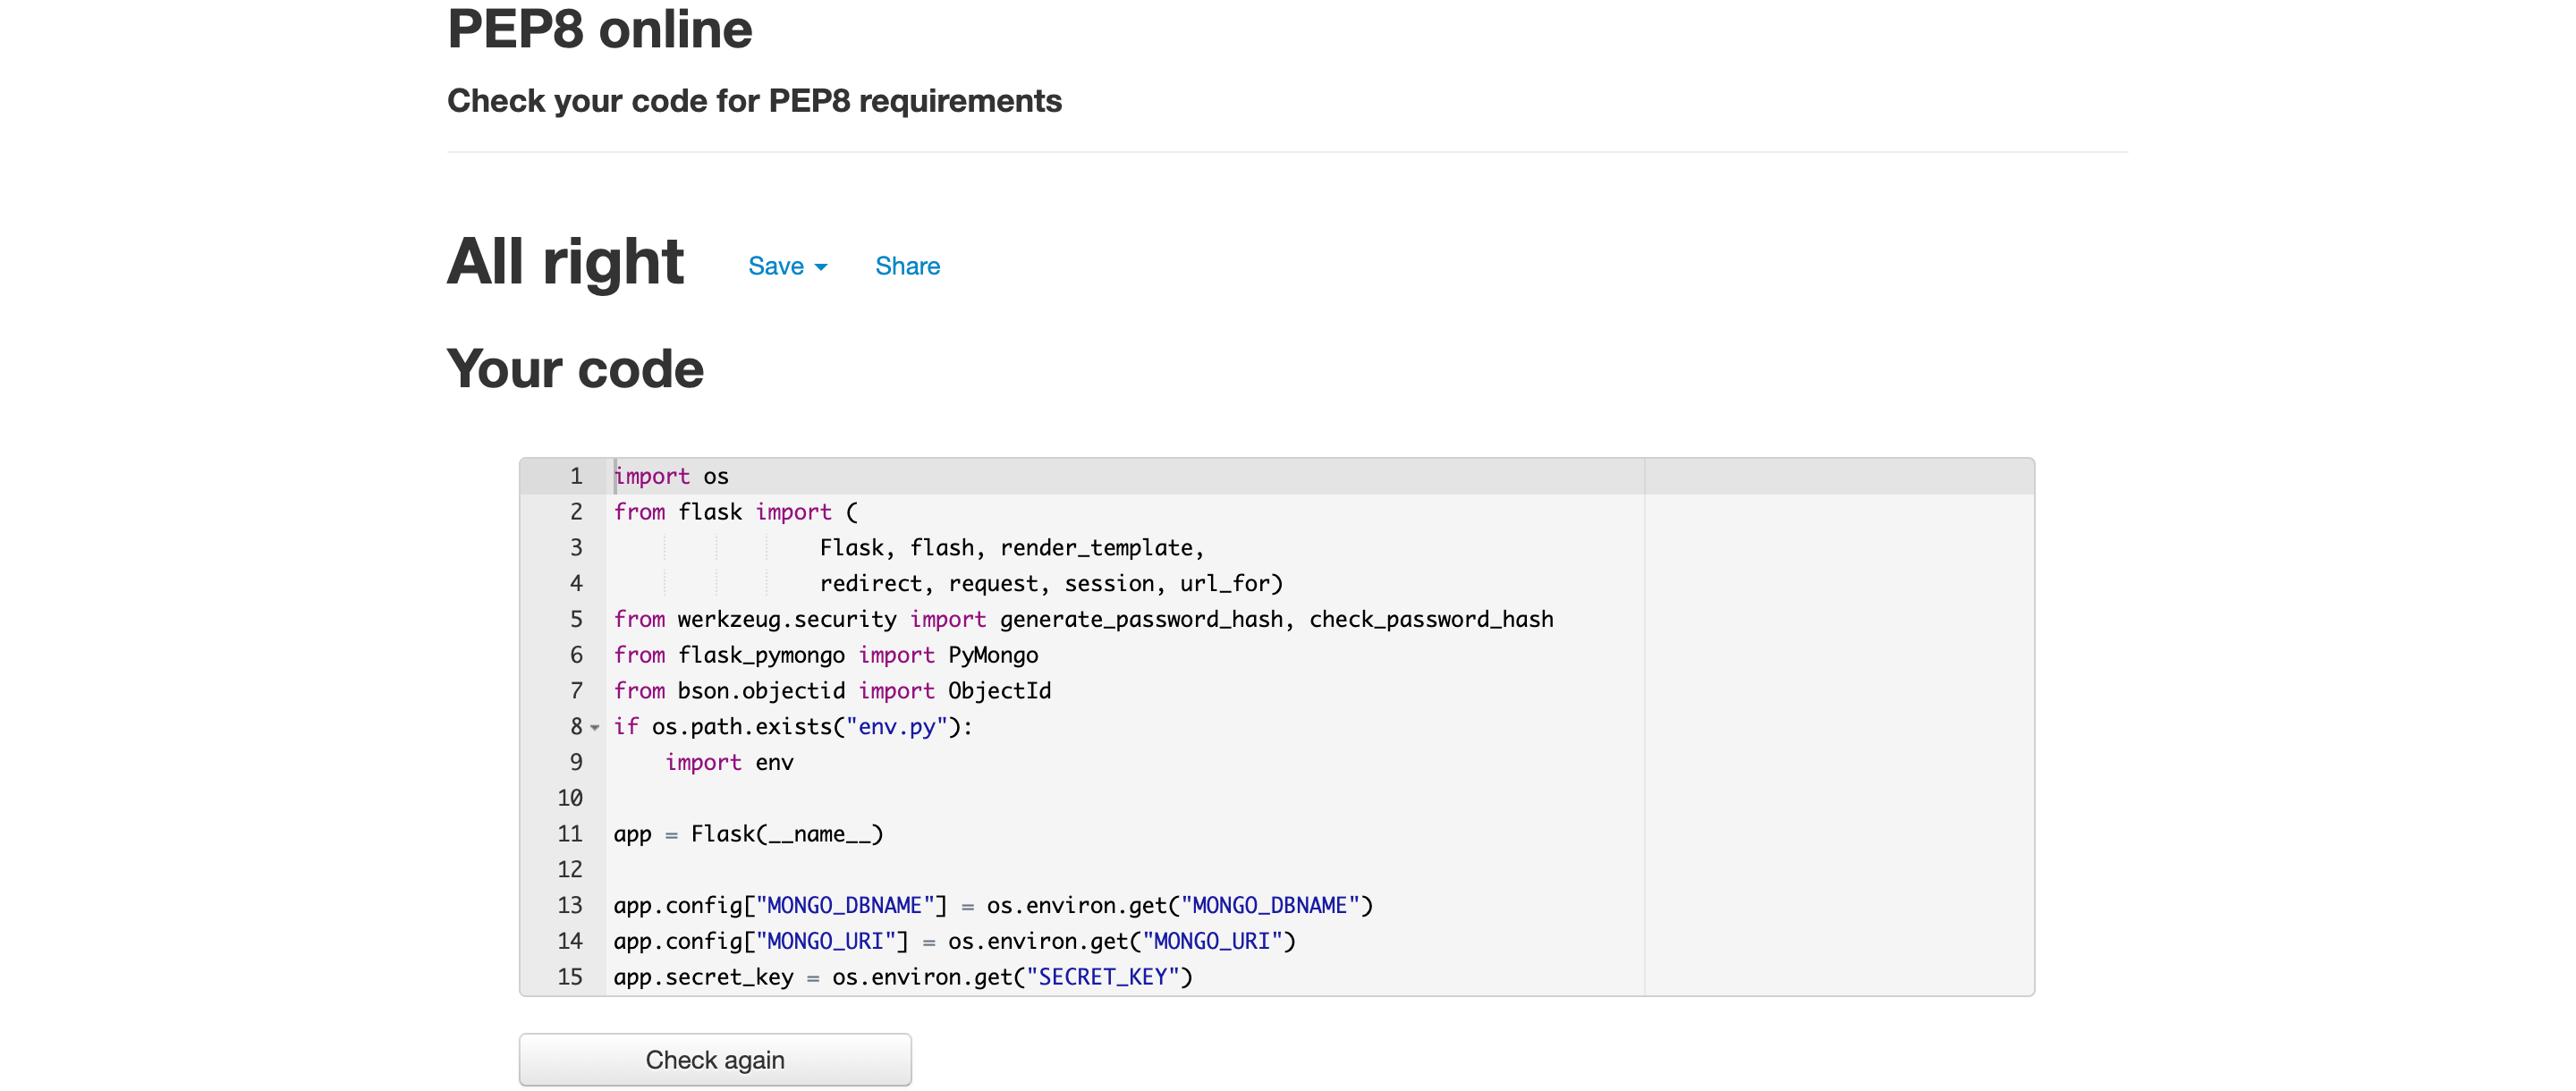 PEP8 online
Check your code for PEP8 requirements
All right Save Share
Your code
1 import os
2 from flask import (
3 Flask, flash, render_template,
4 redirect, request, session, url_for)
5 from werkzeug.security import generate_password_hash, check_password_hash
6 from flask_pymongo import PyMongo
7 from bson.objectid import ObjectId
8 if os.path.exists("env.py"):
9 import env
10
11 app = Flask(__name__)
12
13 app.config["MONGO_DBNAME"] = os.environ.get("MONGO_DBNAME")
14 app.config["MONGO_URI"] = os.environ.get("MONGO_URI")
15 app.secret_key = os.environ.get("SECRET_KEY")
Check again